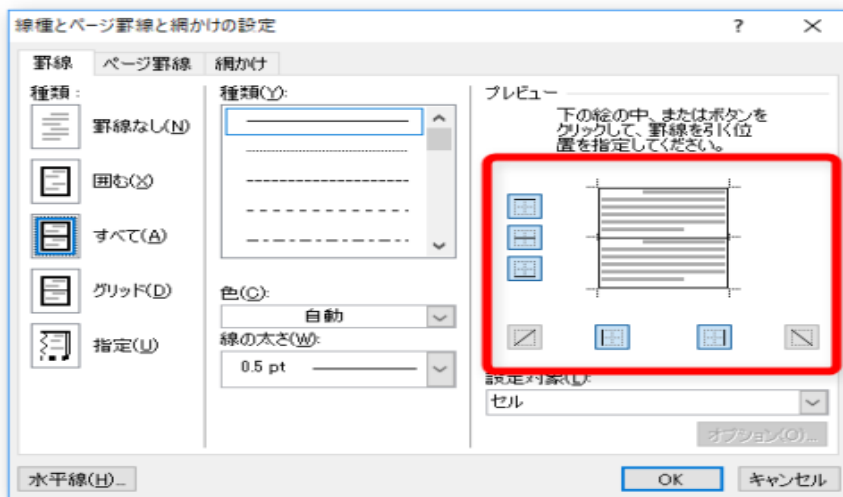 線種とページ罫線と網かけの設定
?
罫線
ページ罫線
網かけ
種類:
罫線なし(N)
囲む(X)
すべて(A)
グリッド(D)
指定(U)
種類(Y):
色(C):
自動
線の太さ(W):
0.5 pt
プレビュー
下の絵の中、またはボタンを
クリックして、罫線を引く位
置を指定してください。
設定対象(L):
セル
オプション(O)...
水平線(H)...
OK
キャンセル